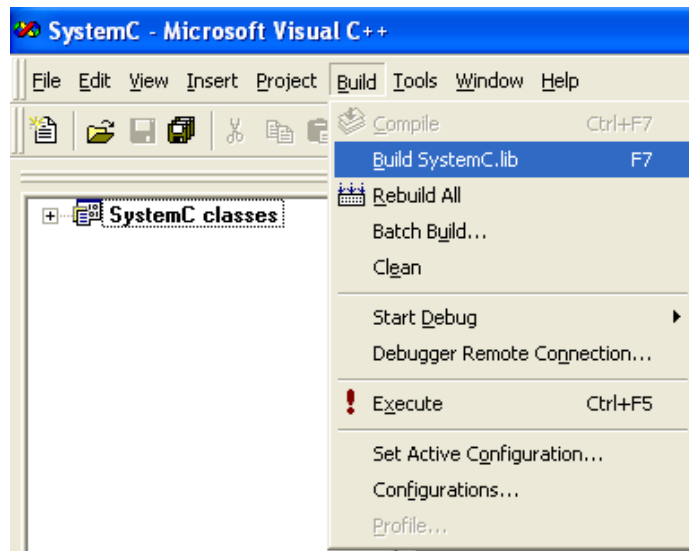 SystemC - Microsoft Visual C++
File Edit View Insert Project Build Tools Window Help
Compile Ctrl+F7
Build SystemC.lib F7
Rebuild All
SystemC classes
Batch Build...
Clean
Start Debug
Debugger Remote Connection...
Execute Ctrl+F5
Set Active Configuration...
Configurations...
Profile...